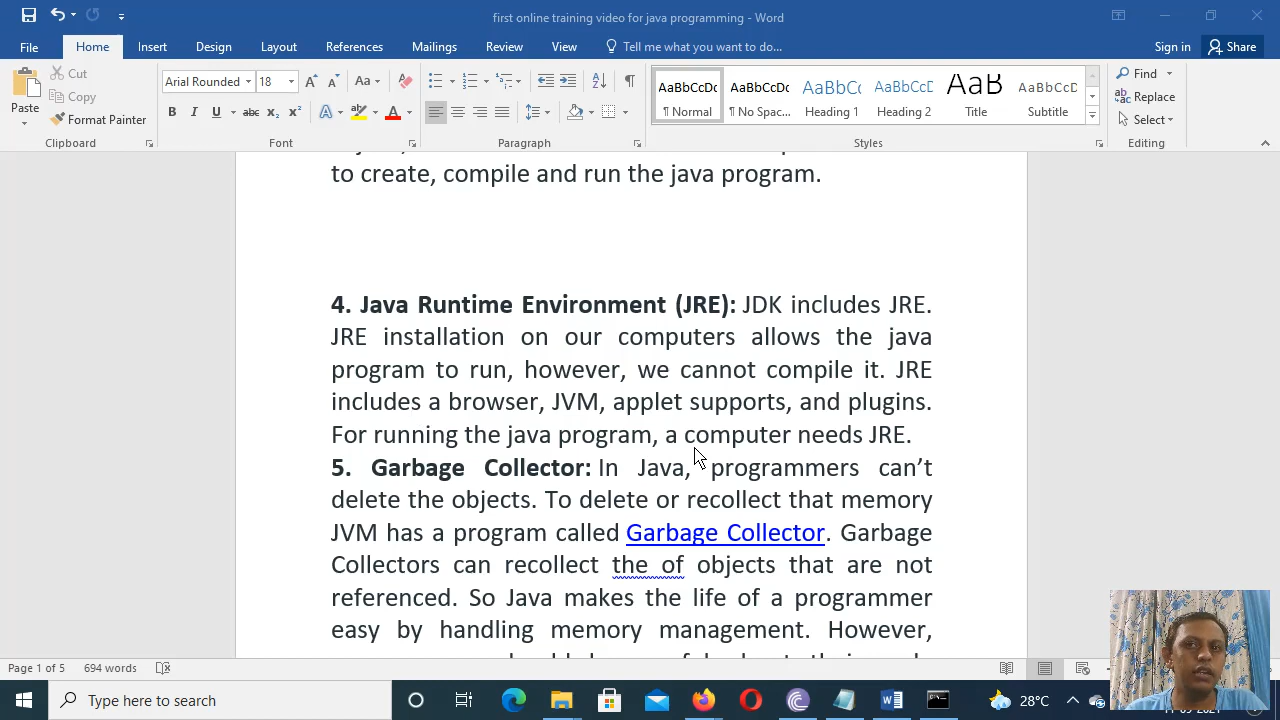 first online training video for java programming - Word
File Home Insert Design Layout References Mailings Review View Tell me what you want to do... Sign in Share
Paste Cut Copy Format Painter
Arial Rounded 18 Aa
B I U abc x₂ x² A A
AaBbCcDc AaBbCcDc AaBbCc AaBbCcD AaB AaBbCcD
¶ Normal ¶ No Spac... Heading 1 Heading 2 Title Subtitle
Find Replace Select
Clipboard Font Paragraph Styles Editing
to create, compile and run the java program.
4. Java Runtime Environment (JRE): JDK includes JRE.
JRE installation on our computers allows the java
program to run, however, we cannot compile it. JRE
includes a browser, JVM, applet supports, and plugins.
For running the java program, a computer needs JRE.
5. Garbage Collector: In Java, programmers can’t
delete the objects. To delete or recollect that memory
JVM has a program called Garbage Collector. Garbage
Collectors can recollect the of objects that are not
referenced. So Java makes the life of a programmer
easy by handling memory management. However,
Page 1 of 5 694 words
Type here to search 28°C